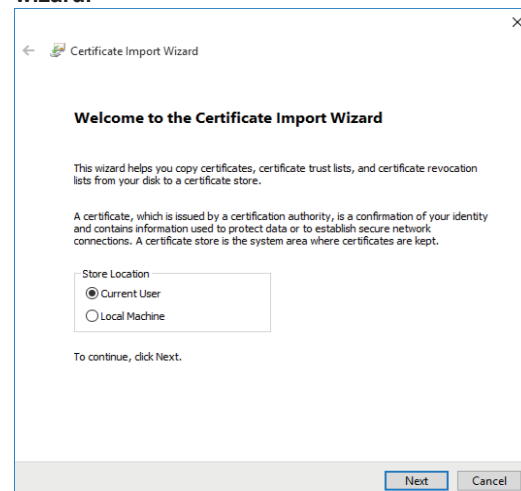 wizard.
Certificate Import Wizard
Welcome to the Certificate Import Wizard
This wizard helps you copy certificates, certificate trust lists, and certificate revocation
lists from your disk to a certificate store.
A certificate, which is issued by a certification authority, is a confirmation of your identity
and contains information used to protect data or to establish secure network
connections. A certificate store is the system area where certificates are kept.
Store Location
Current User
Local Machine
To continue, click Next.
Next Cancel